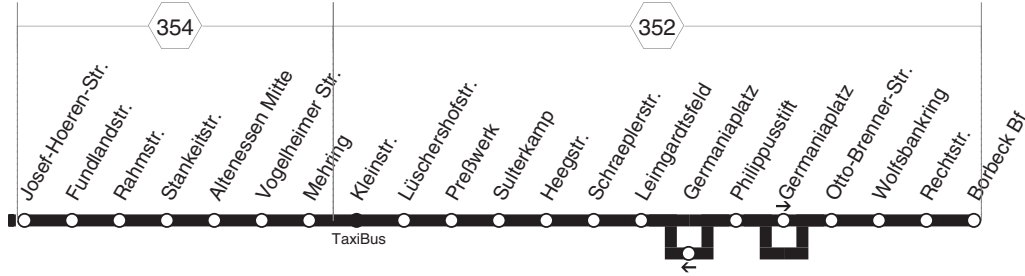 354
352
Josef-Hoeren-Str.
Fundlandstr.
Rahmstr.
Stankeitstr.
Altenessen Mitte
Vogelheimer Str.
Mehring
Kleinstr.
Lüschershofstr.
Preßwerk
Sulterkamp
Heegstr.
Schraeplerstr.
Leimgardtsfeld
Germaniaplatz
Philippusstift
Germaniaplatz
Otto-Brenner-Str.
Wolfsbankring
Rechtstr.
Borbeck Bf
TaxiBus